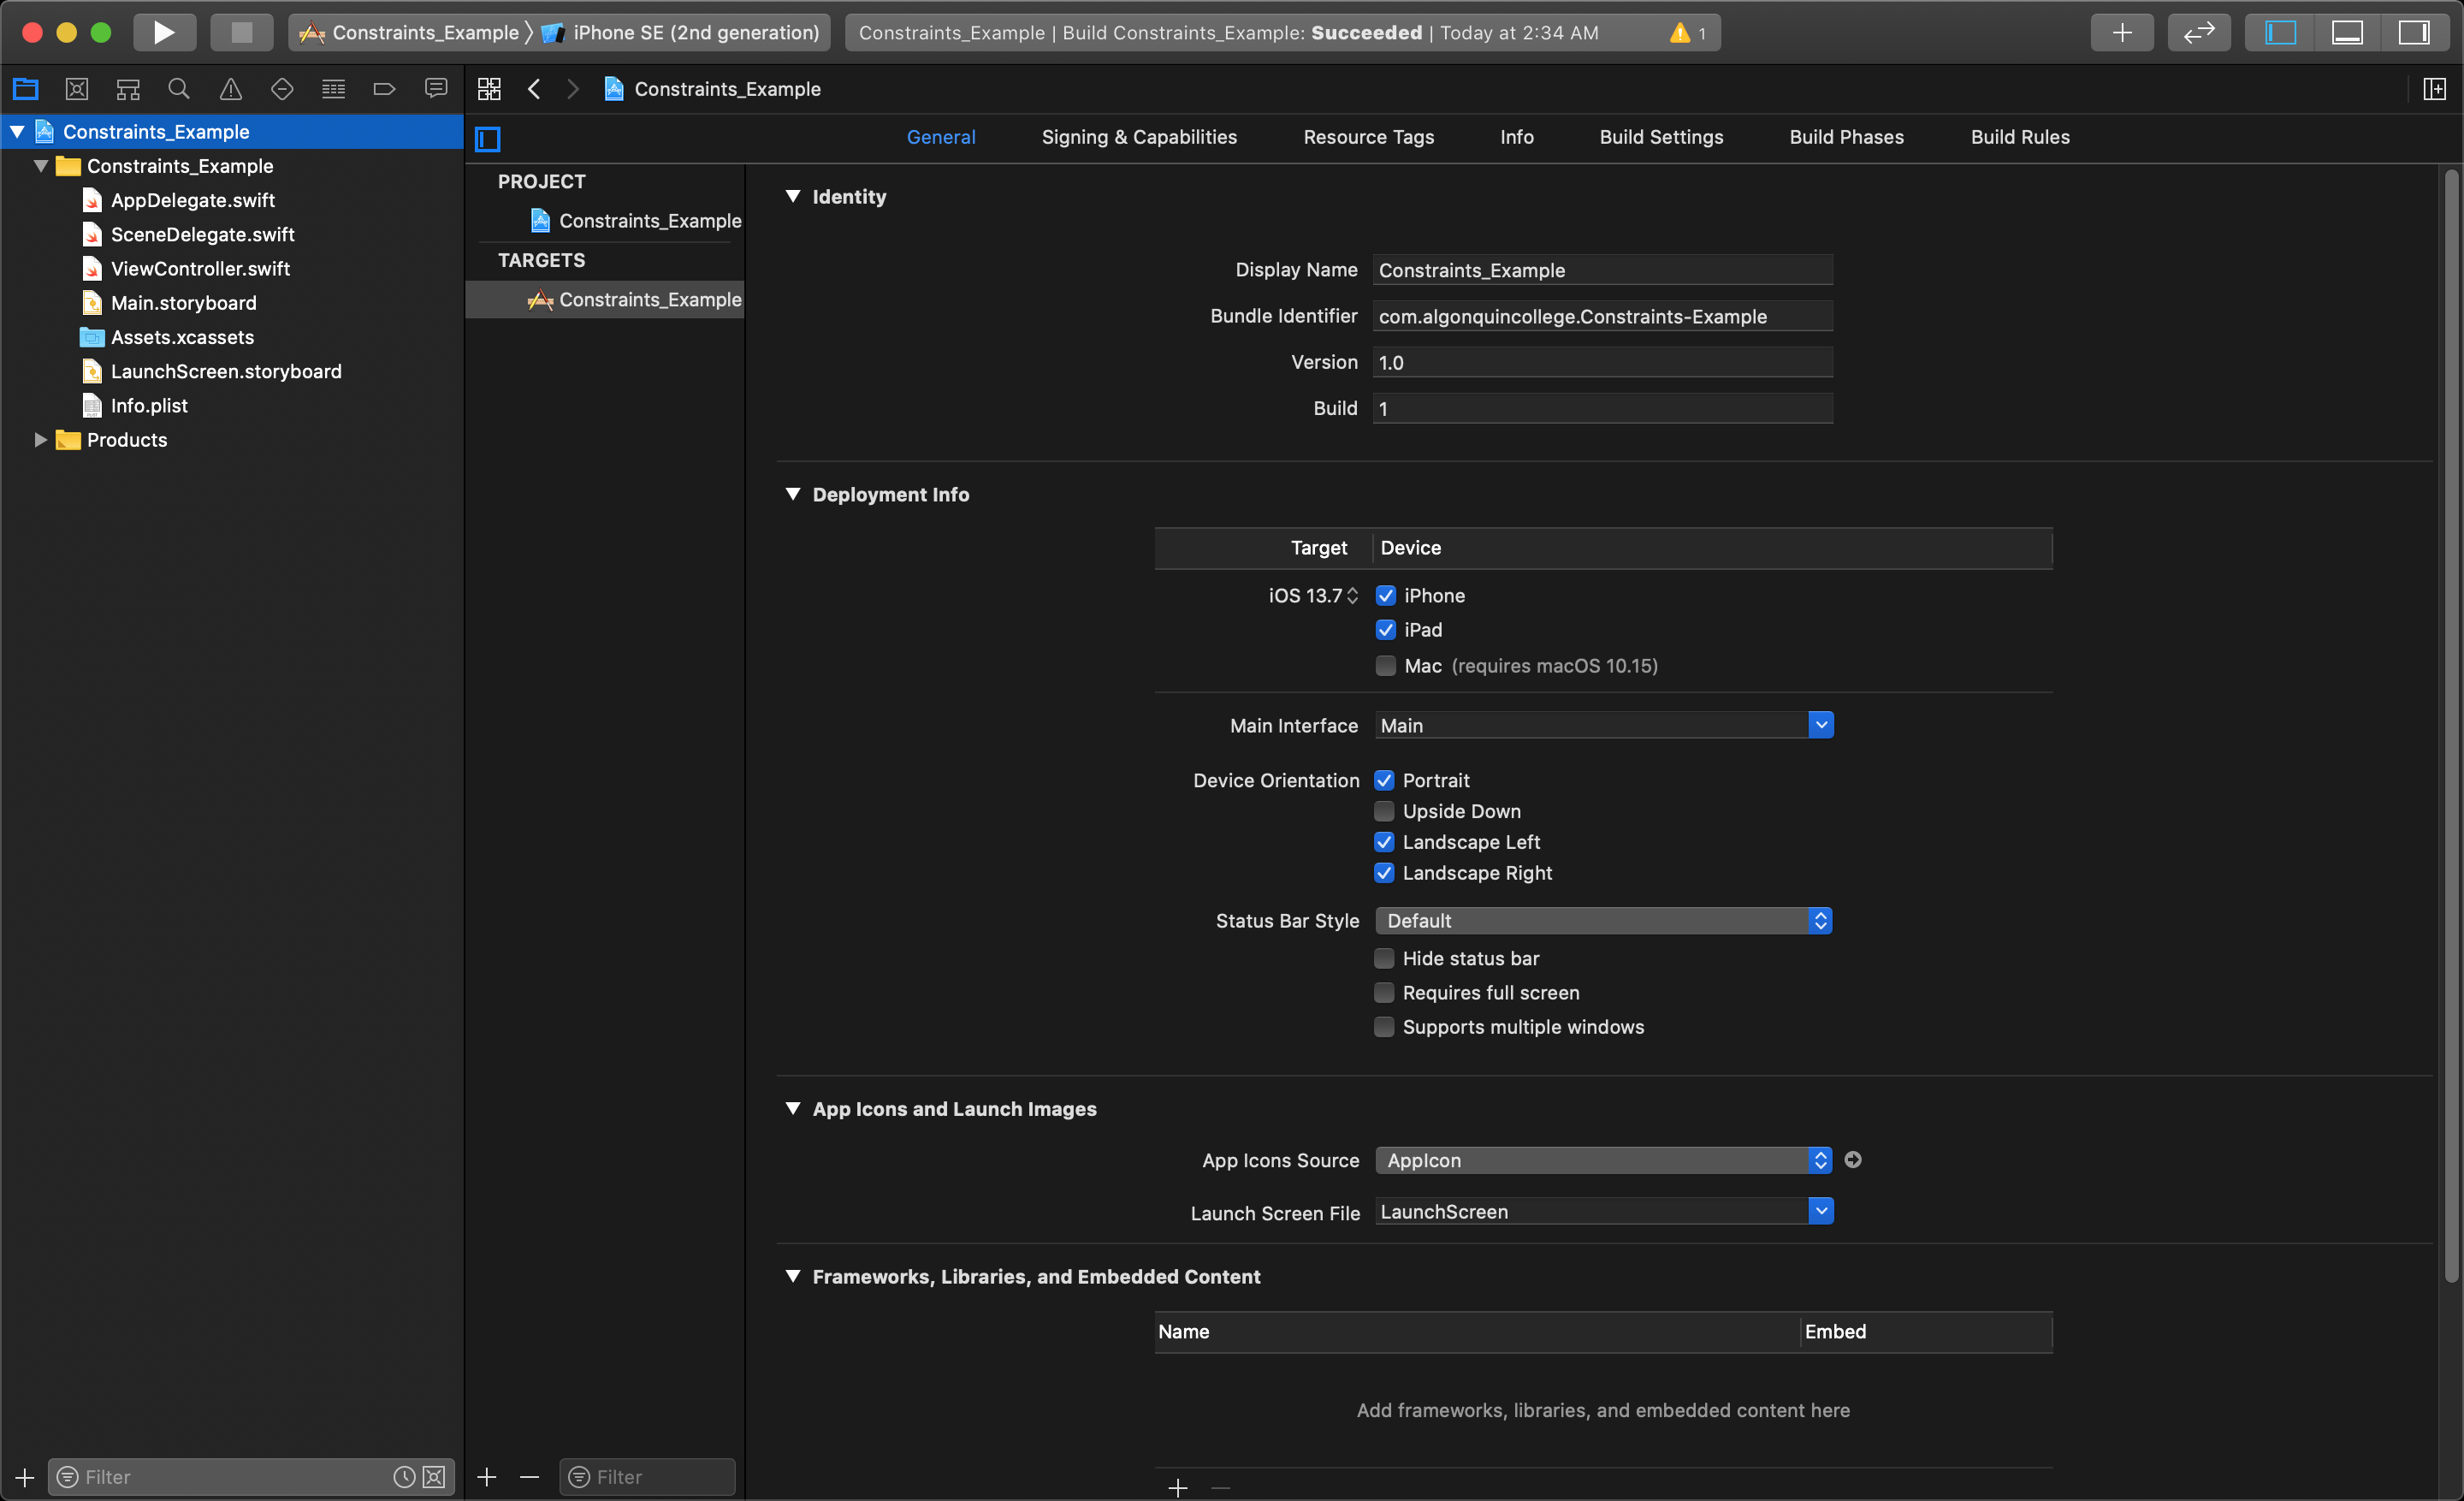 Constraints_Example iPhone SE (2nd generation)
Constraints_Example | Build Constraints_Example: Succeeded | Today at 2:34 AM 1
Constraints_Example
Constraints_Example
Constraints_Example
AppDelegate.swift
SceneDelegate.swift
ViewController.swift
Main.storyboard
Assets.xcassets
LaunchScreen.storyboard
Info.plist
Products
Filter
General Signing & Capabilities Resource Tags Info Build Settings Build Phases Build Rules
PROJECT
Constraints_Example
TARGETS
Constraints_Example
Filter
Identity
Display Name Constraints_Example
Bundle Identifier com.algonquincollege.Constraints-Example
Version 1.0
Build 1
Deployment Info
Target Device
iOS 13.7 iPhone
iPad
Mac (requires macOS 10.15)
Main Interface Main
Device Orientation Portrait
Upside Down
Landscape Left
Landscape Right
Status Bar Style Default
Hide status bar
Requires full screen
Supports multiple windows
App Icons and Launch Images
App Icons Source AppIcon
Launch Screen File LaunchScreen
Frameworks, Libraries, and Embedded Content
Name Embed
Add frameworks, libraries, and embedded content here